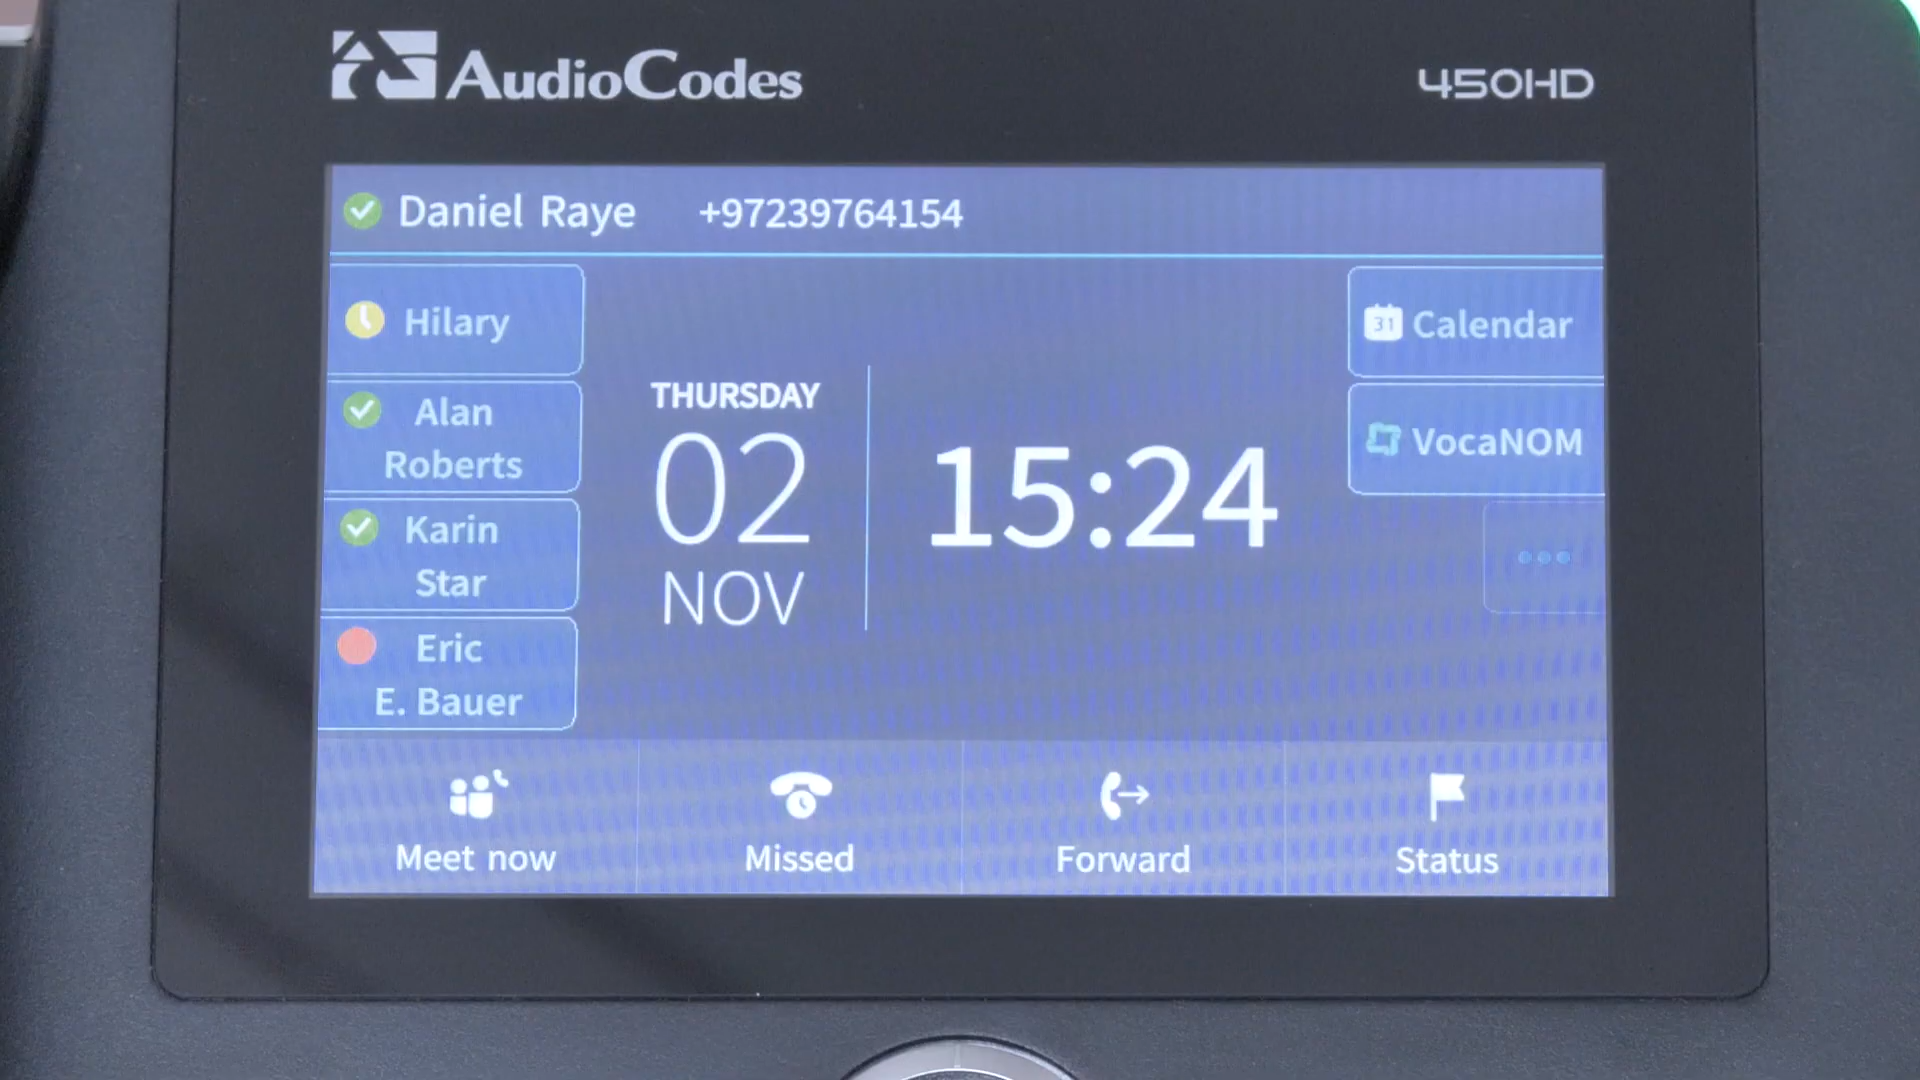 AudioCodes
450HD
Daniel Raye +97239764154
Hilary
Alan
Roberts
Karin
Star
Eric
E. Bauer
THURSDAY
02
NOV
15:24
31 Calendar
VocaNOM
Meet now
Missed
Forward
Status